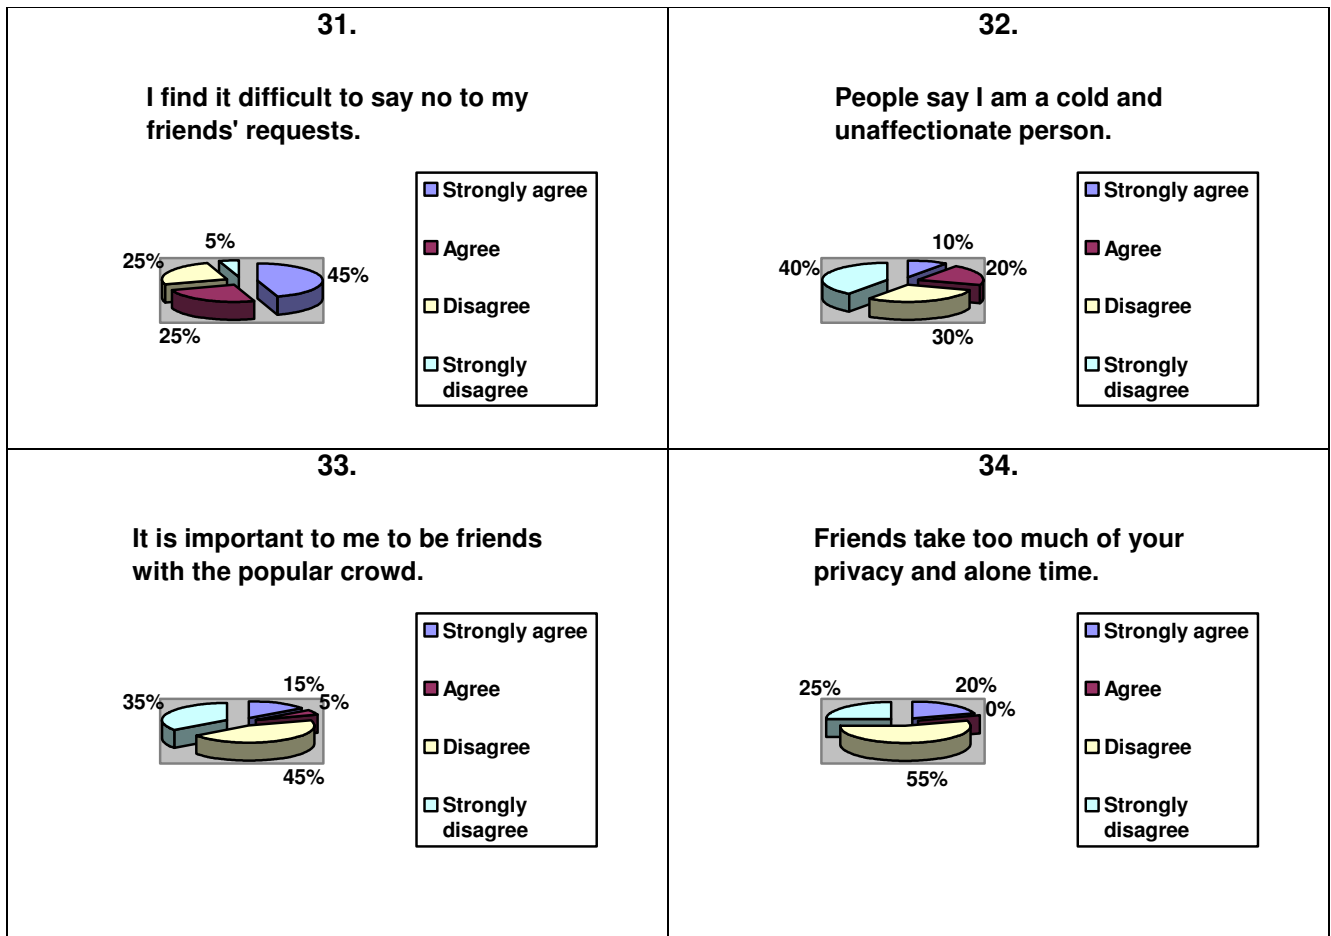 31.
I find it difficult to say no to my
friends' requests.
Strongly agree
Agree
Disagree
Strongly
disagree
5%
25%
45%
25%
32.
People say I am a cold and
unaffectionate person.
Strongly agree
Agree
Disagree
Strongly
disagree
10%
40%
20%
30%
33.
It is important to me to be friends
with the popular crowd.
Strongly agree
Agree
Disagree
Strongly
disagree
15%
35%
5%
45%
34.
Friends take too much of your
privacy and alone time.
Strongly agree
Agree
Disagree
Strongly
disagree
25%
20%
0%
55%